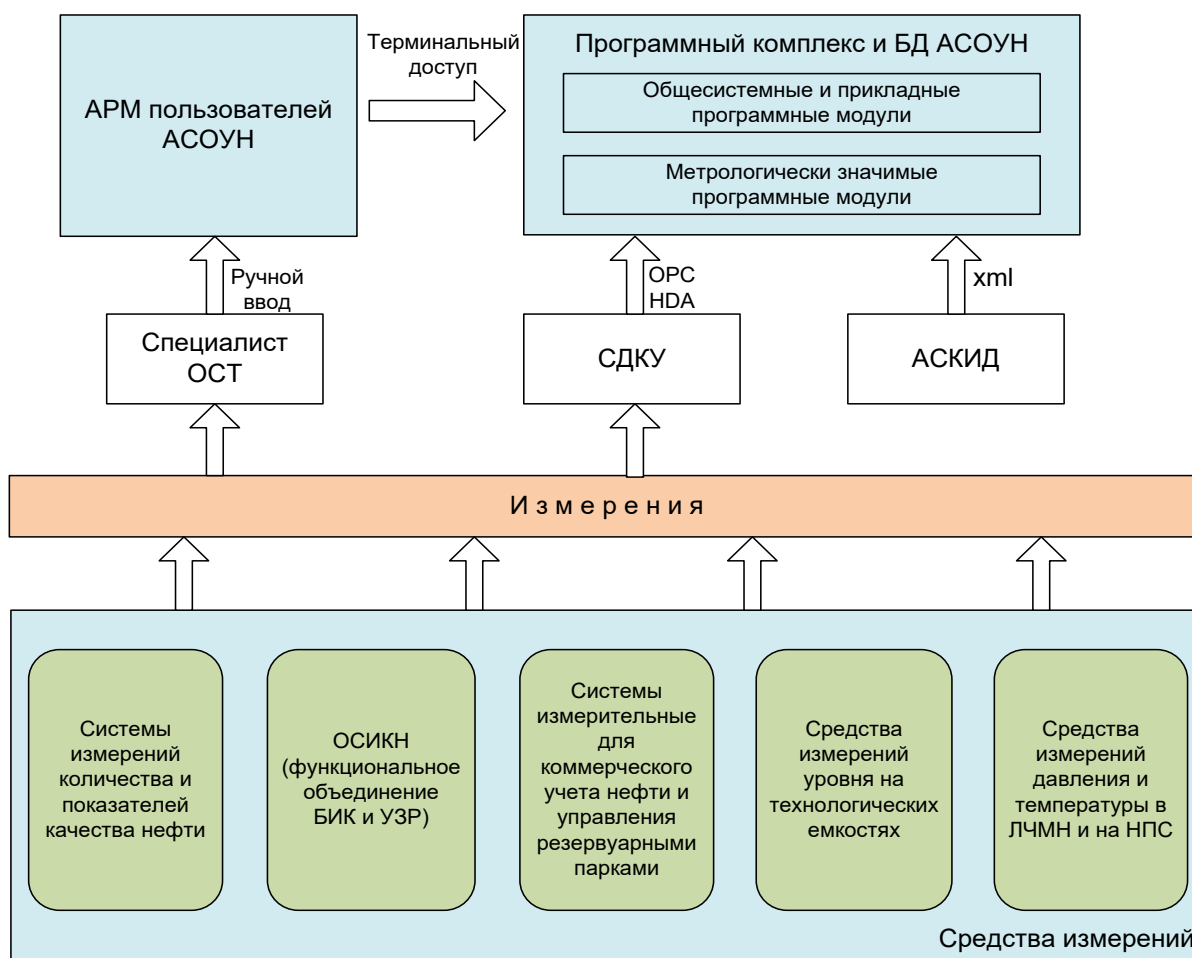 АРМ пользователей
АСОУН
Терминальный
доступ
Программный комплекс и БД АСОУН
Общесистемные и прикладные
программные модули
Метрологически значимые
программные модули
Ручной
ввод
OPC
HDA
xml
Специалист
ОСТ
СДКУ
АСКИД
И з м е р е н и я
Системы
измерений
количества и
показателей
качества нефти
ОСИКН
(функциональное
объединение
БИК и УЗР)
Системы
измерительные
для
коммерческого
учета нефти и
управления
резервуарными
парками
Средства
измерений
уровня на
технологических
емкостях
Средства
измерений
давления и
температуры в
ЛЧМН и на НПС
Средства измерений